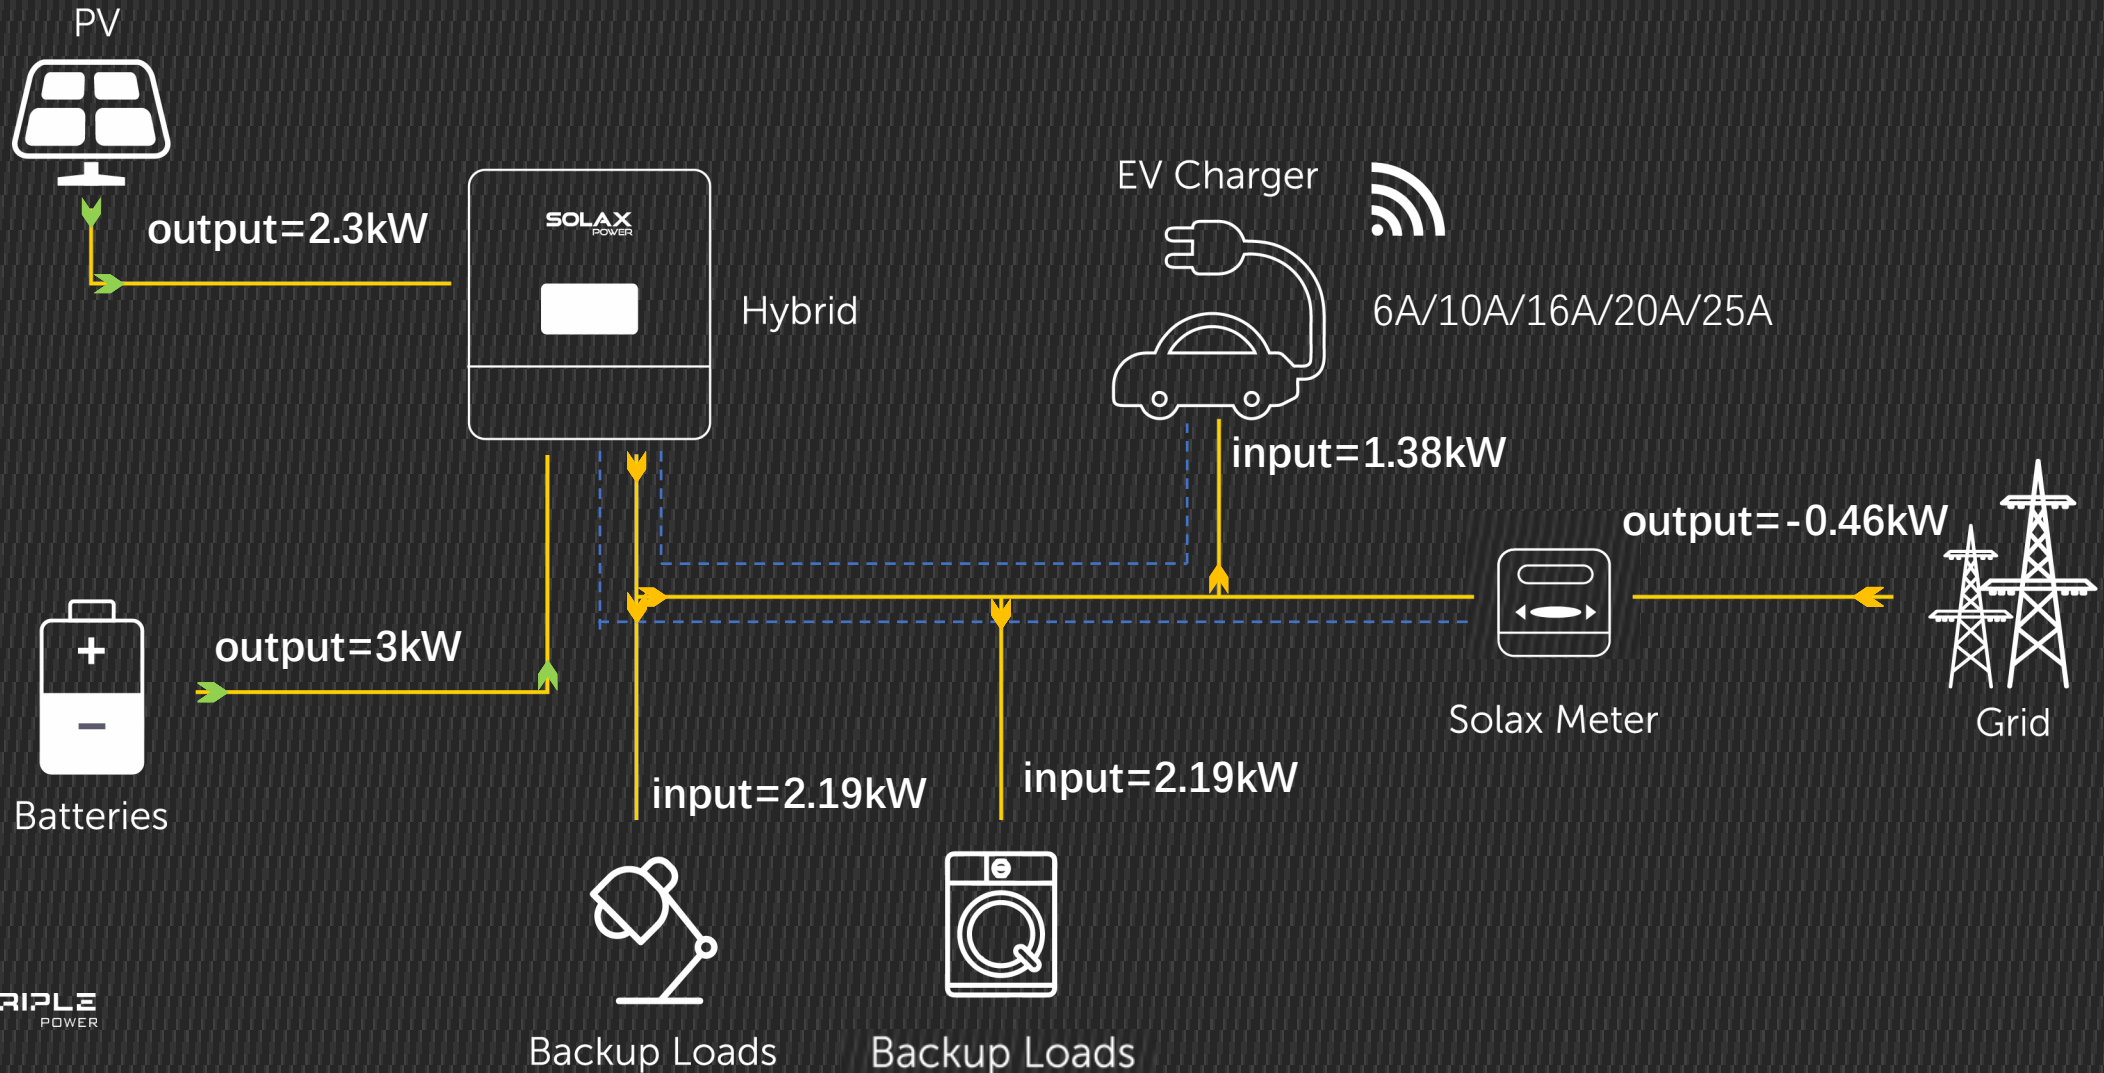 PV
output=2.3kW
SOLAX
POWER
Hybrid
EV Charger
6A/10A/16A/20A/25A
input=1.38kW
output=-0.46kW
output=3kW
+
−
Batteries
input=2.19kW
input=2.19kW
Solax Meter
Grid
RIPLE
POWER
Backup Loads
Backup Loads